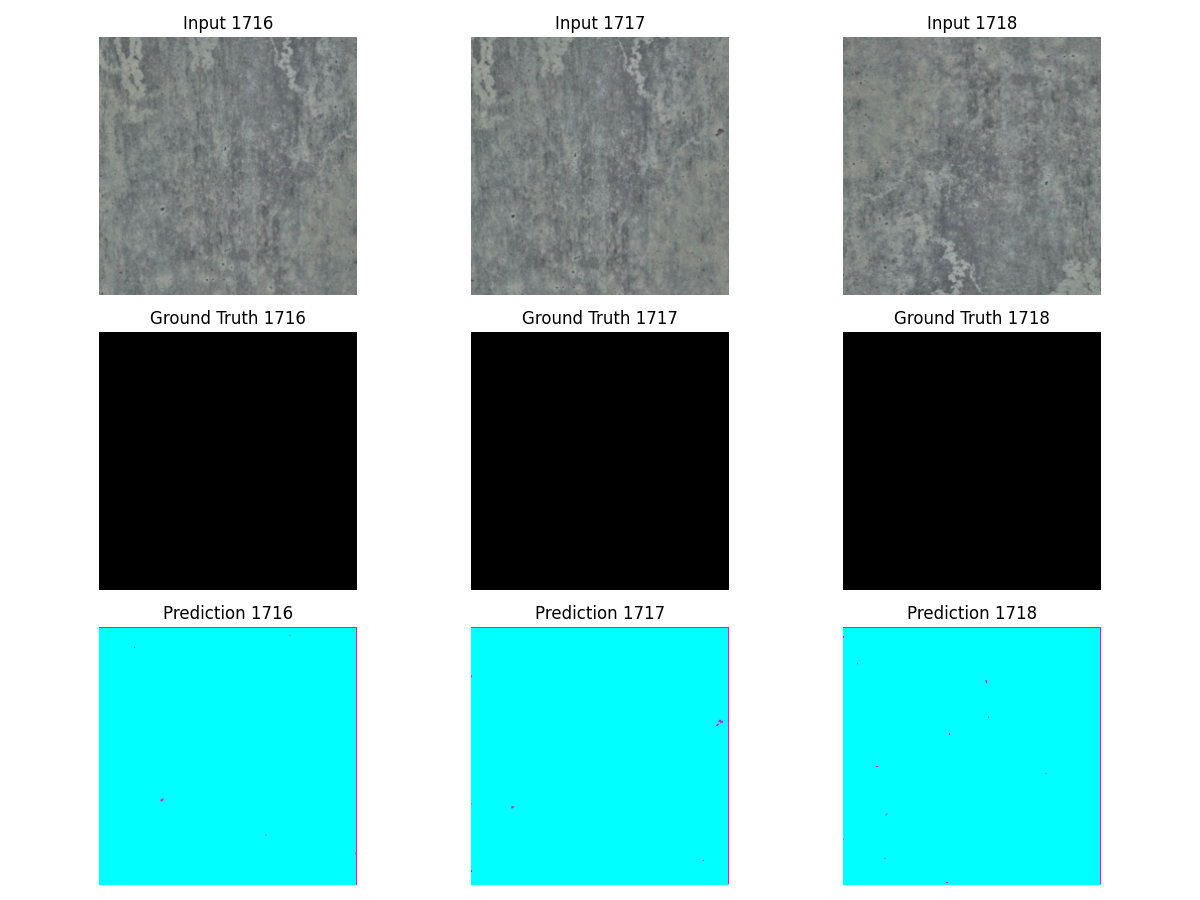 Input 1716
Input 1717
Input 1718
Ground Truth 1716
Ground Truth 1717
Ground Truth 1718
Prediction 1716
Prediction 1717
Prediction 1718